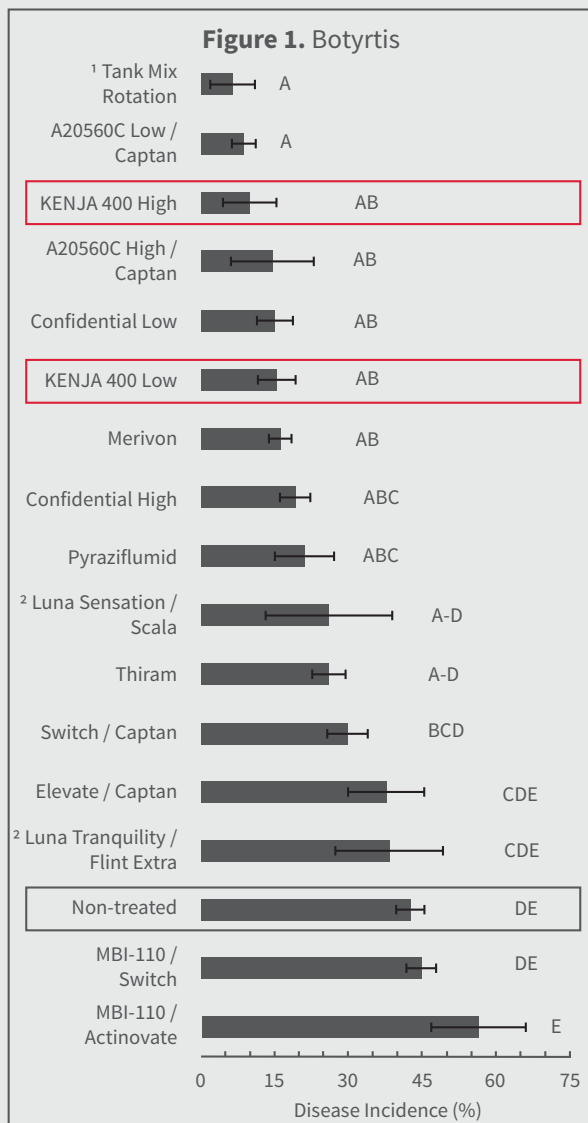 Figure 1. Botyrtis
¹ Tank Mix
Rotation
A
A20560C Low /
Captan
A
KENJA 400 High
AB
A20560C High /
Captan
AB
Confidential Low
AB
KENJA 400 Low
AB
Merivon
AB
Confidential High
ABC
Pyraziflumid
ABC
² Luna Sensation /
Scala
A-D
Thiram
A-D
Switch / Captan
BCD
Elevate / Captan
CDE
² Luna Tranquility /
Flint Extra
CDE
Non-treated
DE
MBI-110 /
Switch
DE
MBI-110 /
Actinovate
E
0 15 30 45 60 75
Disease Incidence (%)